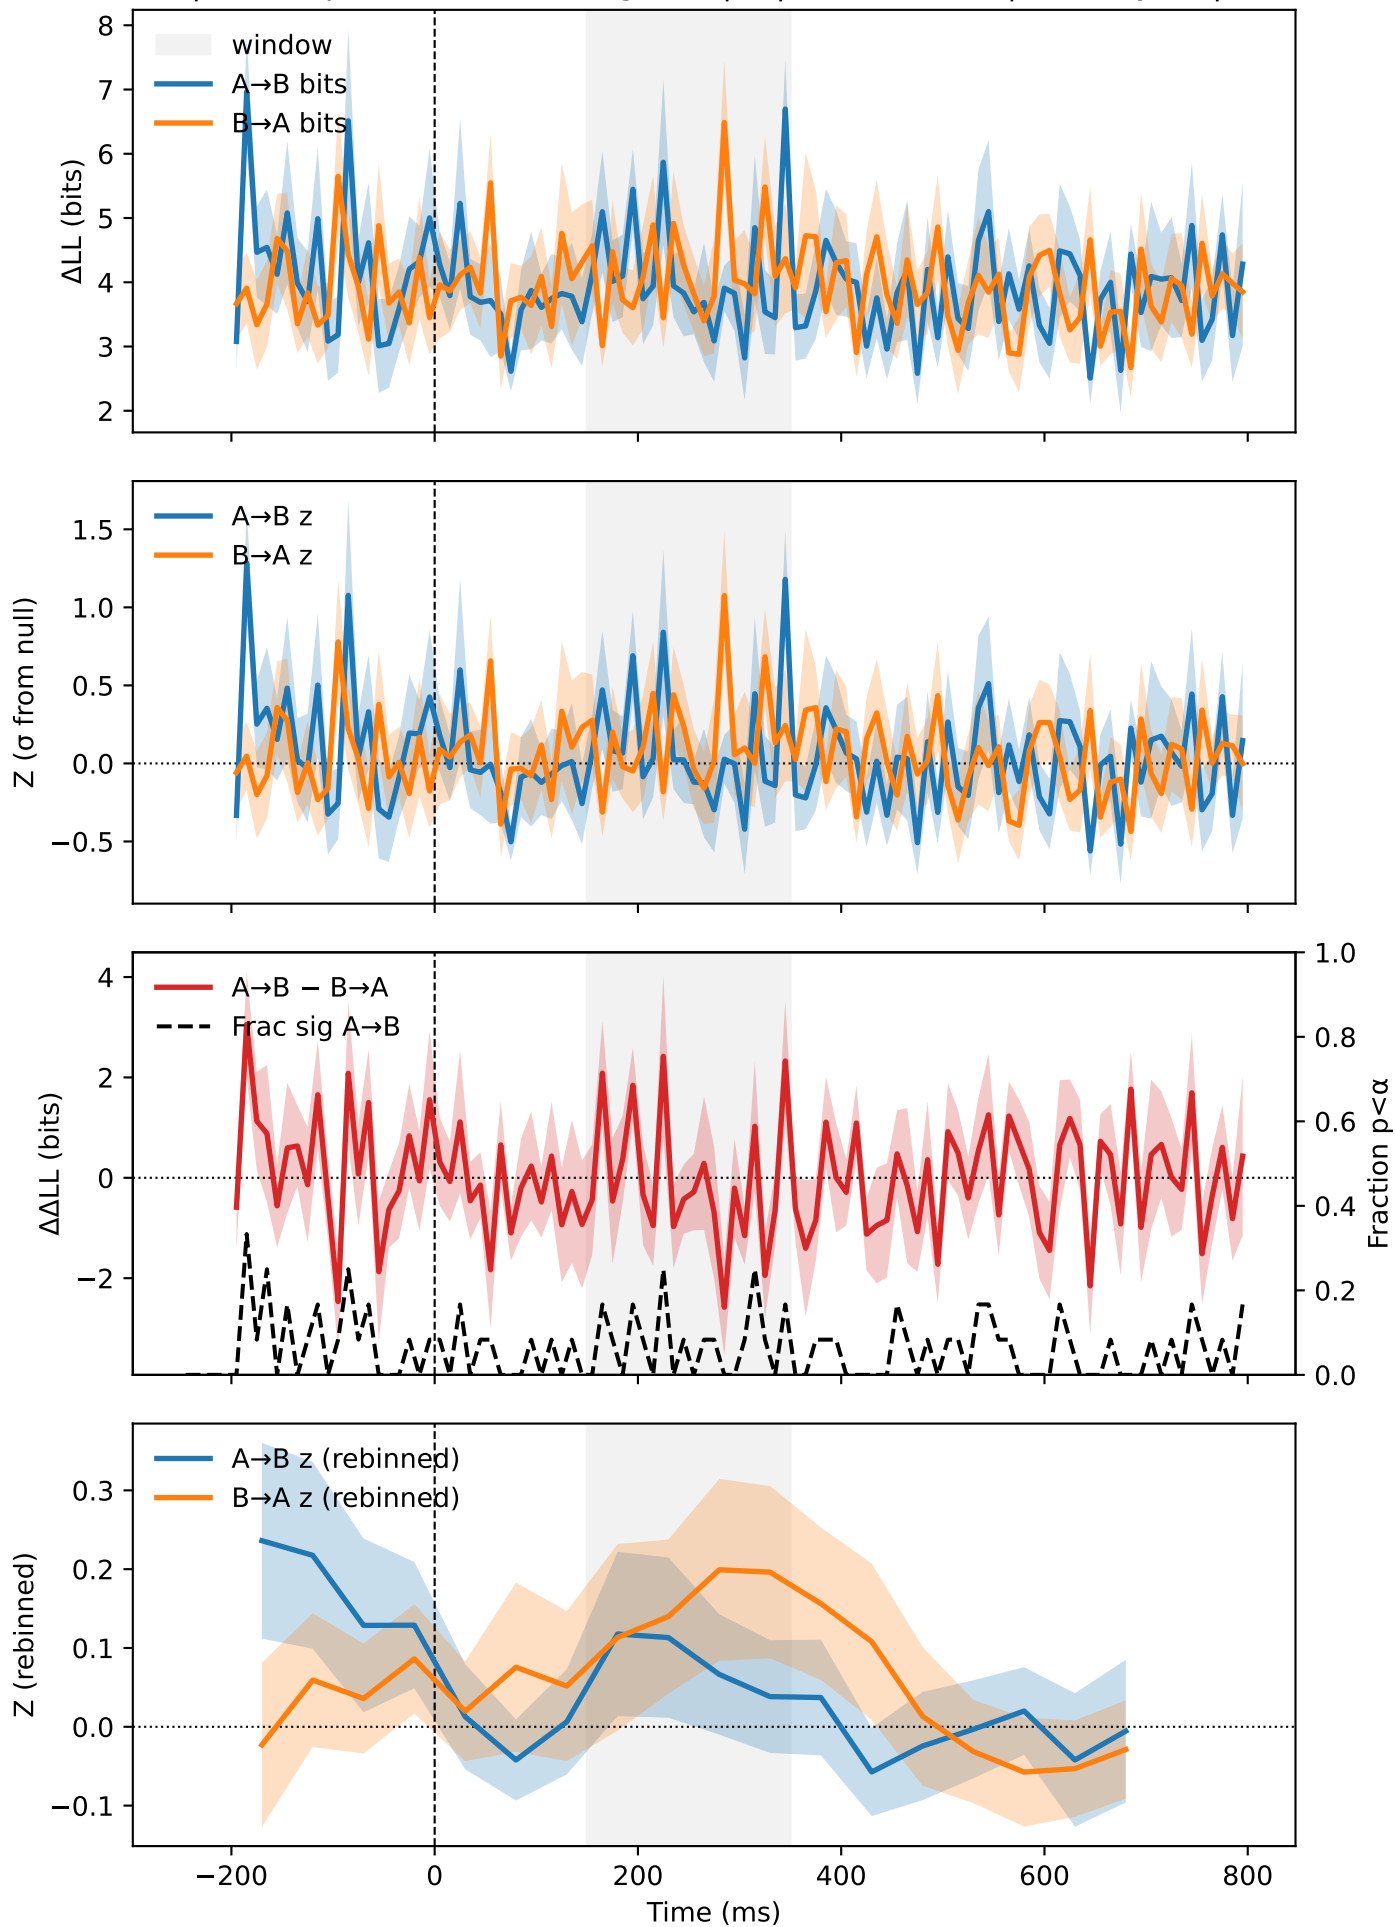 8
7
6
5
4
3
2
ΔLL (bits)
window
A→B bits
B→A bits
1.5
1.0
0.5
0.0
−0.5
Z (σ from null)
A→B z
B→A z
4
2
0
−2
ΔΔLL (bits)
A→B − B→A
Frac sig A→B
1.0
0.8
0.6
0.4
0.2
0.0
Fraction p<α
0.3
0.2
0.1
0.0
−0.1
Z (rebinned)
A→B z (rebinned)
B→A z (rebinned)
−200
0
200
400
600
800
Time (ms)